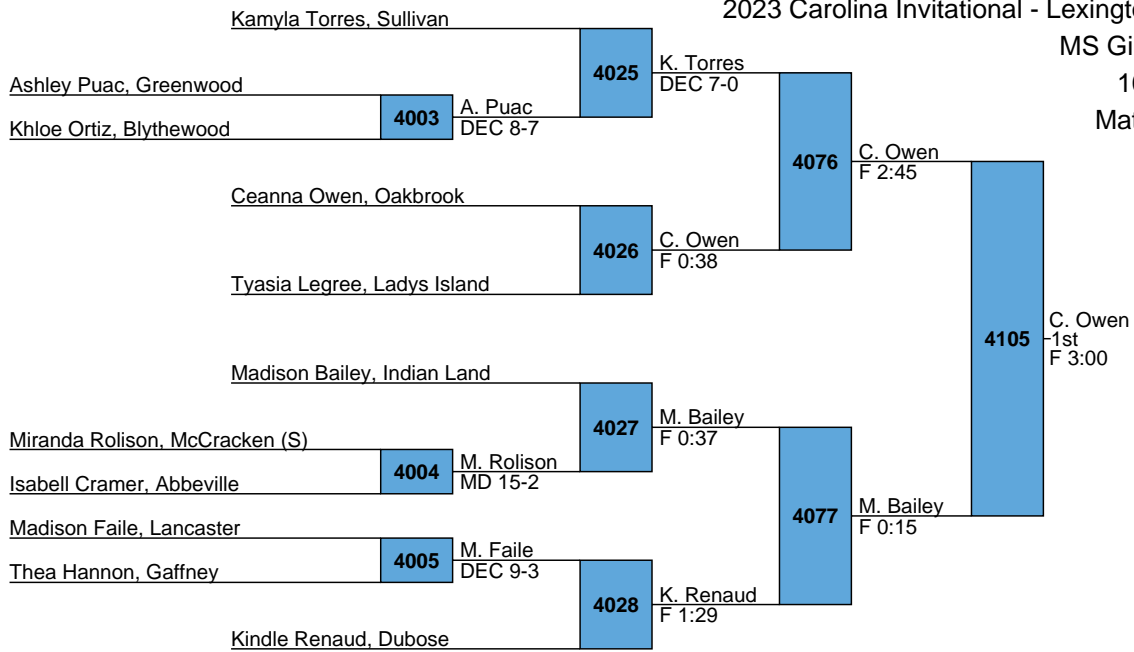 2023 Carolina Invitational -
MS
Kamyla Torres, Sullivan
4025
K. Torres
DEC 7-0
Ashley Puac, Greenwood
4003
A. Puac
DEC 8-7
Khloe Ortiz, Blythewood
4076
C. Owen
F 2:45
Ceanna Owen, Oakbrook
4026
C. Owen
F 0:38
Tyasia Legree, Ladys Island
4105
C. Owen
1st
F 3:00
Madison Bailey, Indian Land
4027
M. Bailey
F 0:37
Miranda Rolison, McCracken (S)
4004
M. Rolison
MD 15-2
Isabell Cramer, Abbeville
4077
M. Bailey
F 0:15
Madison Faile, Lancaster
4005
M. Faile
DEC 9-3
Thea Hannon, Gaffney
4028
K. Renaud
F 1:29
Kindle Renaud, Dubose